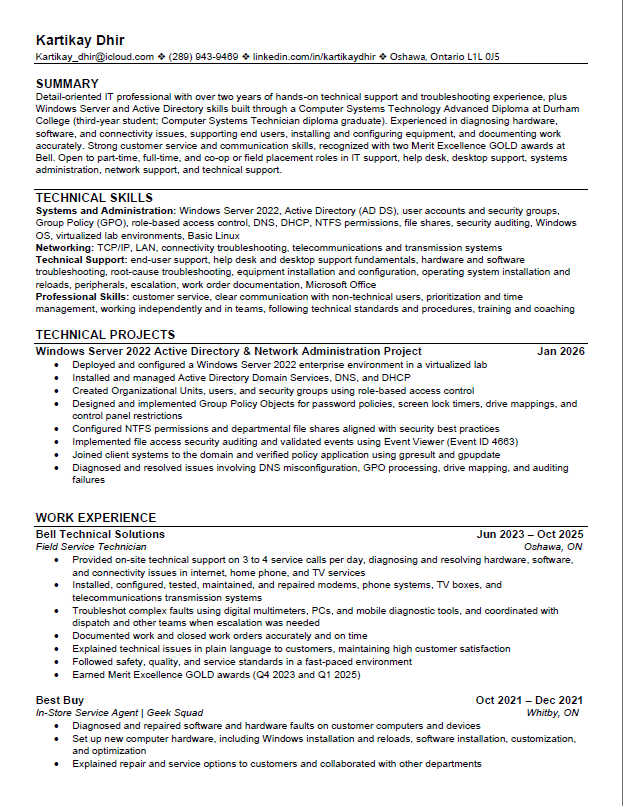 Kartikay Dhir
Kartikay_dhir@icloud.com ❖ (289) 943-9469 ❖ linkedin.com/in/kartikaydhir ❖ Oshawa, Ontario L1L 0J5
SUMMARY
Detail-oriented IT professional with over two years of hands-on technical support and troubleshooting experience, plus
Windows Server and Active Directory skills built through a Computer Systems Technology Advanced Diploma at Durham
College (third-year student; Computer Systems Technician diploma graduate). Experienced in diagnosing hardware,
software, and connectivity issues, supporting end users, installing and configuring equipment, and documenting work
accurately. Strong customer service and communication skills, recognized with two Merit Excellence GOLD awards at
Bell. Open to part-time, full-time, and co-op or field placement roles in IT support, help desk, desktop support, systems
administration, network support, and technical support.
TECHNICAL SKILLS
Systems and Administration: Windows Server 2022, Active Directory (AD DS), user accounts and security groups,
Group Policy (GPO), role-based access control, DNS, DHCP, NTFS permissions, file shares, security auditing, Windows
OS, virtualized lab environments, Basic Linux
Networking: TCP/IP, LAN, connectivity troubleshooting, telecommunications and transmission systems
Technical Support: end-user support, help desk and desktop support fundamentals, hardware and software
troubleshooting, root-cause troubleshooting, equipment installation and configuration, operating system installation and
reloads, peripherals, escalation, work order documentation, Microsoft Office
Professional Skills: customer service, clear communication with non-technical users, prioritization and time
management, working independently and in teams, following technical standards and procedures, training and coaching
TECHNICAL PROJECTS
Windows Server 2022 Active Directory & Network Administration Project Jan 2026
• Deployed and configured a Windows Server 2022 enterprise environment in a virtualized lab
• Installed and managed Active Directory Domain Services, DNS, and DHCP
• Created Organizational Units, users, and security groups using role-based access control
• Designed and implemented Group Policy Objects for password policies, screen lock timers, drive mappings, and
control panel restrictions
• Configured NTFS permissions and departmental file shares aligned with security best practices
• Implemented file access security auditing and validated events using Event Viewer (Event ID 4663)
• Joined client systems to the domain and verified policy application using gpresult and gpupdate
• Diagnosed and resolved issues involving DNS misconfiguration, GPO processing, drive mapping, and auditing
failures
WORK EXPERIENCE
Bell Technical Solutions Jun 2023 – Oct 2025
Field Service Technician Oshawa, ON
• Provided on-site technical support on 3 to 4 service calls per day, diagnosing and resolving hardware, software,
and connectivity issues in internet, home phone, and TV services
• Installed, configured, tested, maintained, and repaired modems, phone systems, TV boxes, and
telecommunications transmission systems
• Troubleshot complex faults using digital multimeters, PCs, and mobile diagnostic tools, and coordinated with
dispatch and other teams when escalation was needed
• Documented work and closed work orders accurately and on time
• Explained technical issues in plain language to customers, maintaining high customer satisfaction
• Followed safety, quality, and service standards in a fast-paced environment
• Earned Merit Excellence GOLD awards (Q4 2023 and Q1 2025)
Best Buy Oct 2021 – Dec 2021
In-Store Service Agent | Geek Squad Whitby, ON
• Diagnosed and repaired software and hardware faults on customer computers and devices
• Set up new computer hardware, including Windows installation and reloads, software installation, customization,
and optimization
• Explained repair and service options to customers and collaborated with other departments